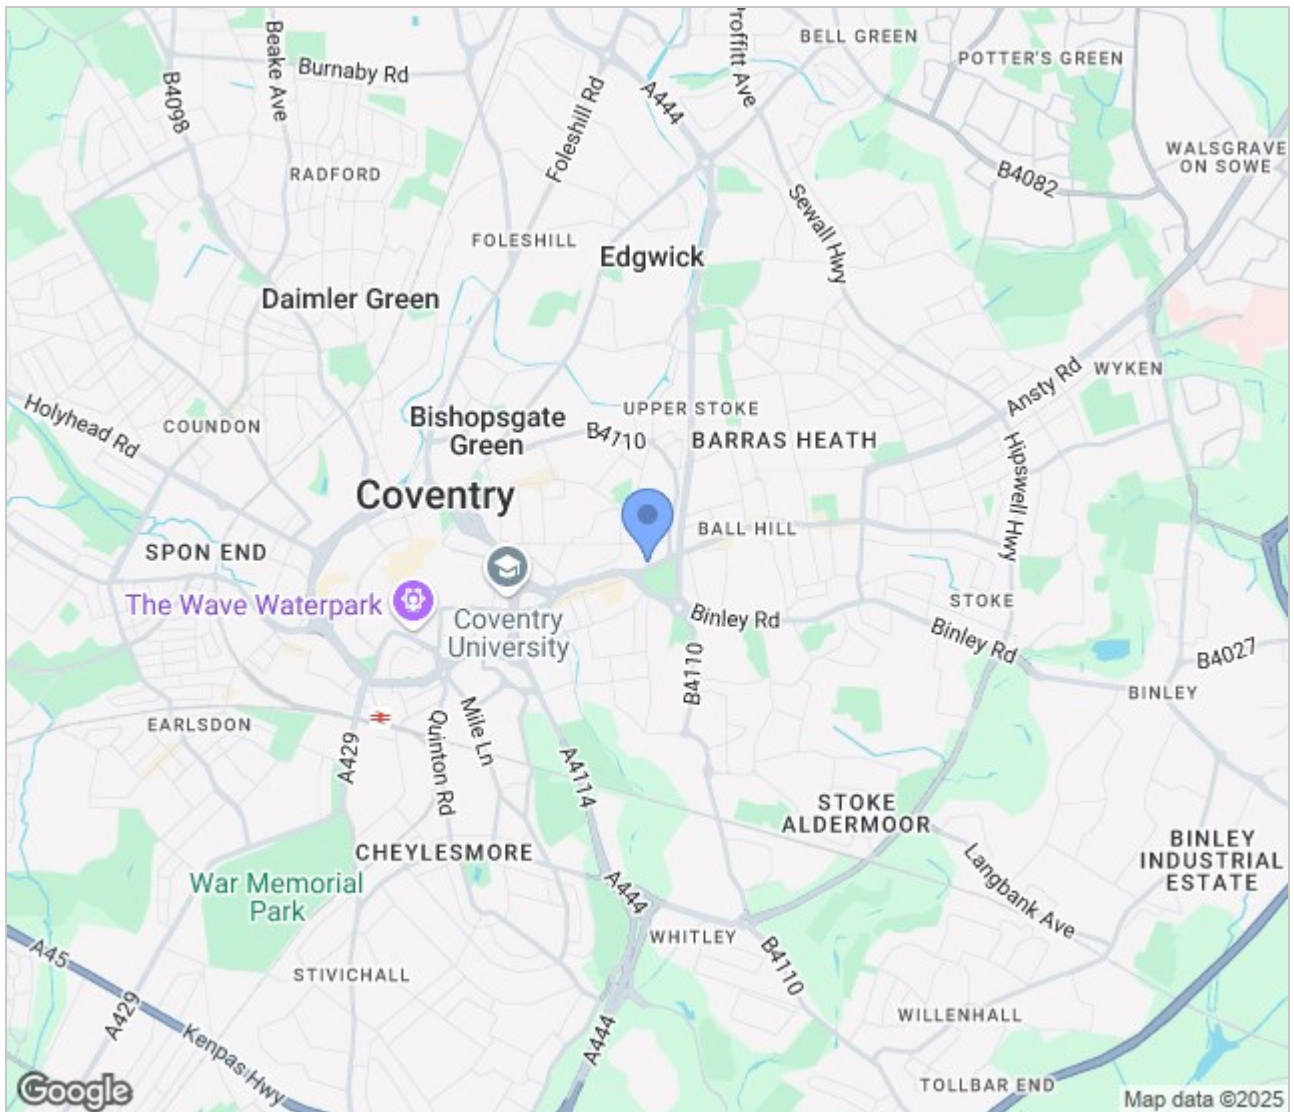 BELL GREEN
POTTER'S GREEN
Proffitt Ave
Beake Ave
Burnaby Rd
B4098
Foleshill Rd
A444
WALSGRAVE
ON SOWE
B4082
RADFORD
Sewall Hwy
FOLESHILL
Edgwick
Daimler Green
WYKEN
Ansty Rd
Holyhead Rd
COUNDON
Bishopsgate
Green
UPPER STOKE
B4110
BARRAS HEATH
Hipswell Hwy
Coventry
BALL HILL
SPON END
The Wave Waterpark
Coventry
University
STOKE
Binley Rd
Binley Rd
B4027
B4110
BINLEY
EARLSDON
A429
Quinton Rd
Mile Ln
A4114
STOKE
ALDERMOOR
CHEYLESMORE
BINLEY
INDUSTRIAL
ESTATE
Langbank Ave
War Memorial
Park
A444
WHITLEY
A45
B4110
STIVICHALL
A429
WILLENHALL
Kenpas Hwy
A444
TOLLBAR END
Google
Map data ©2025